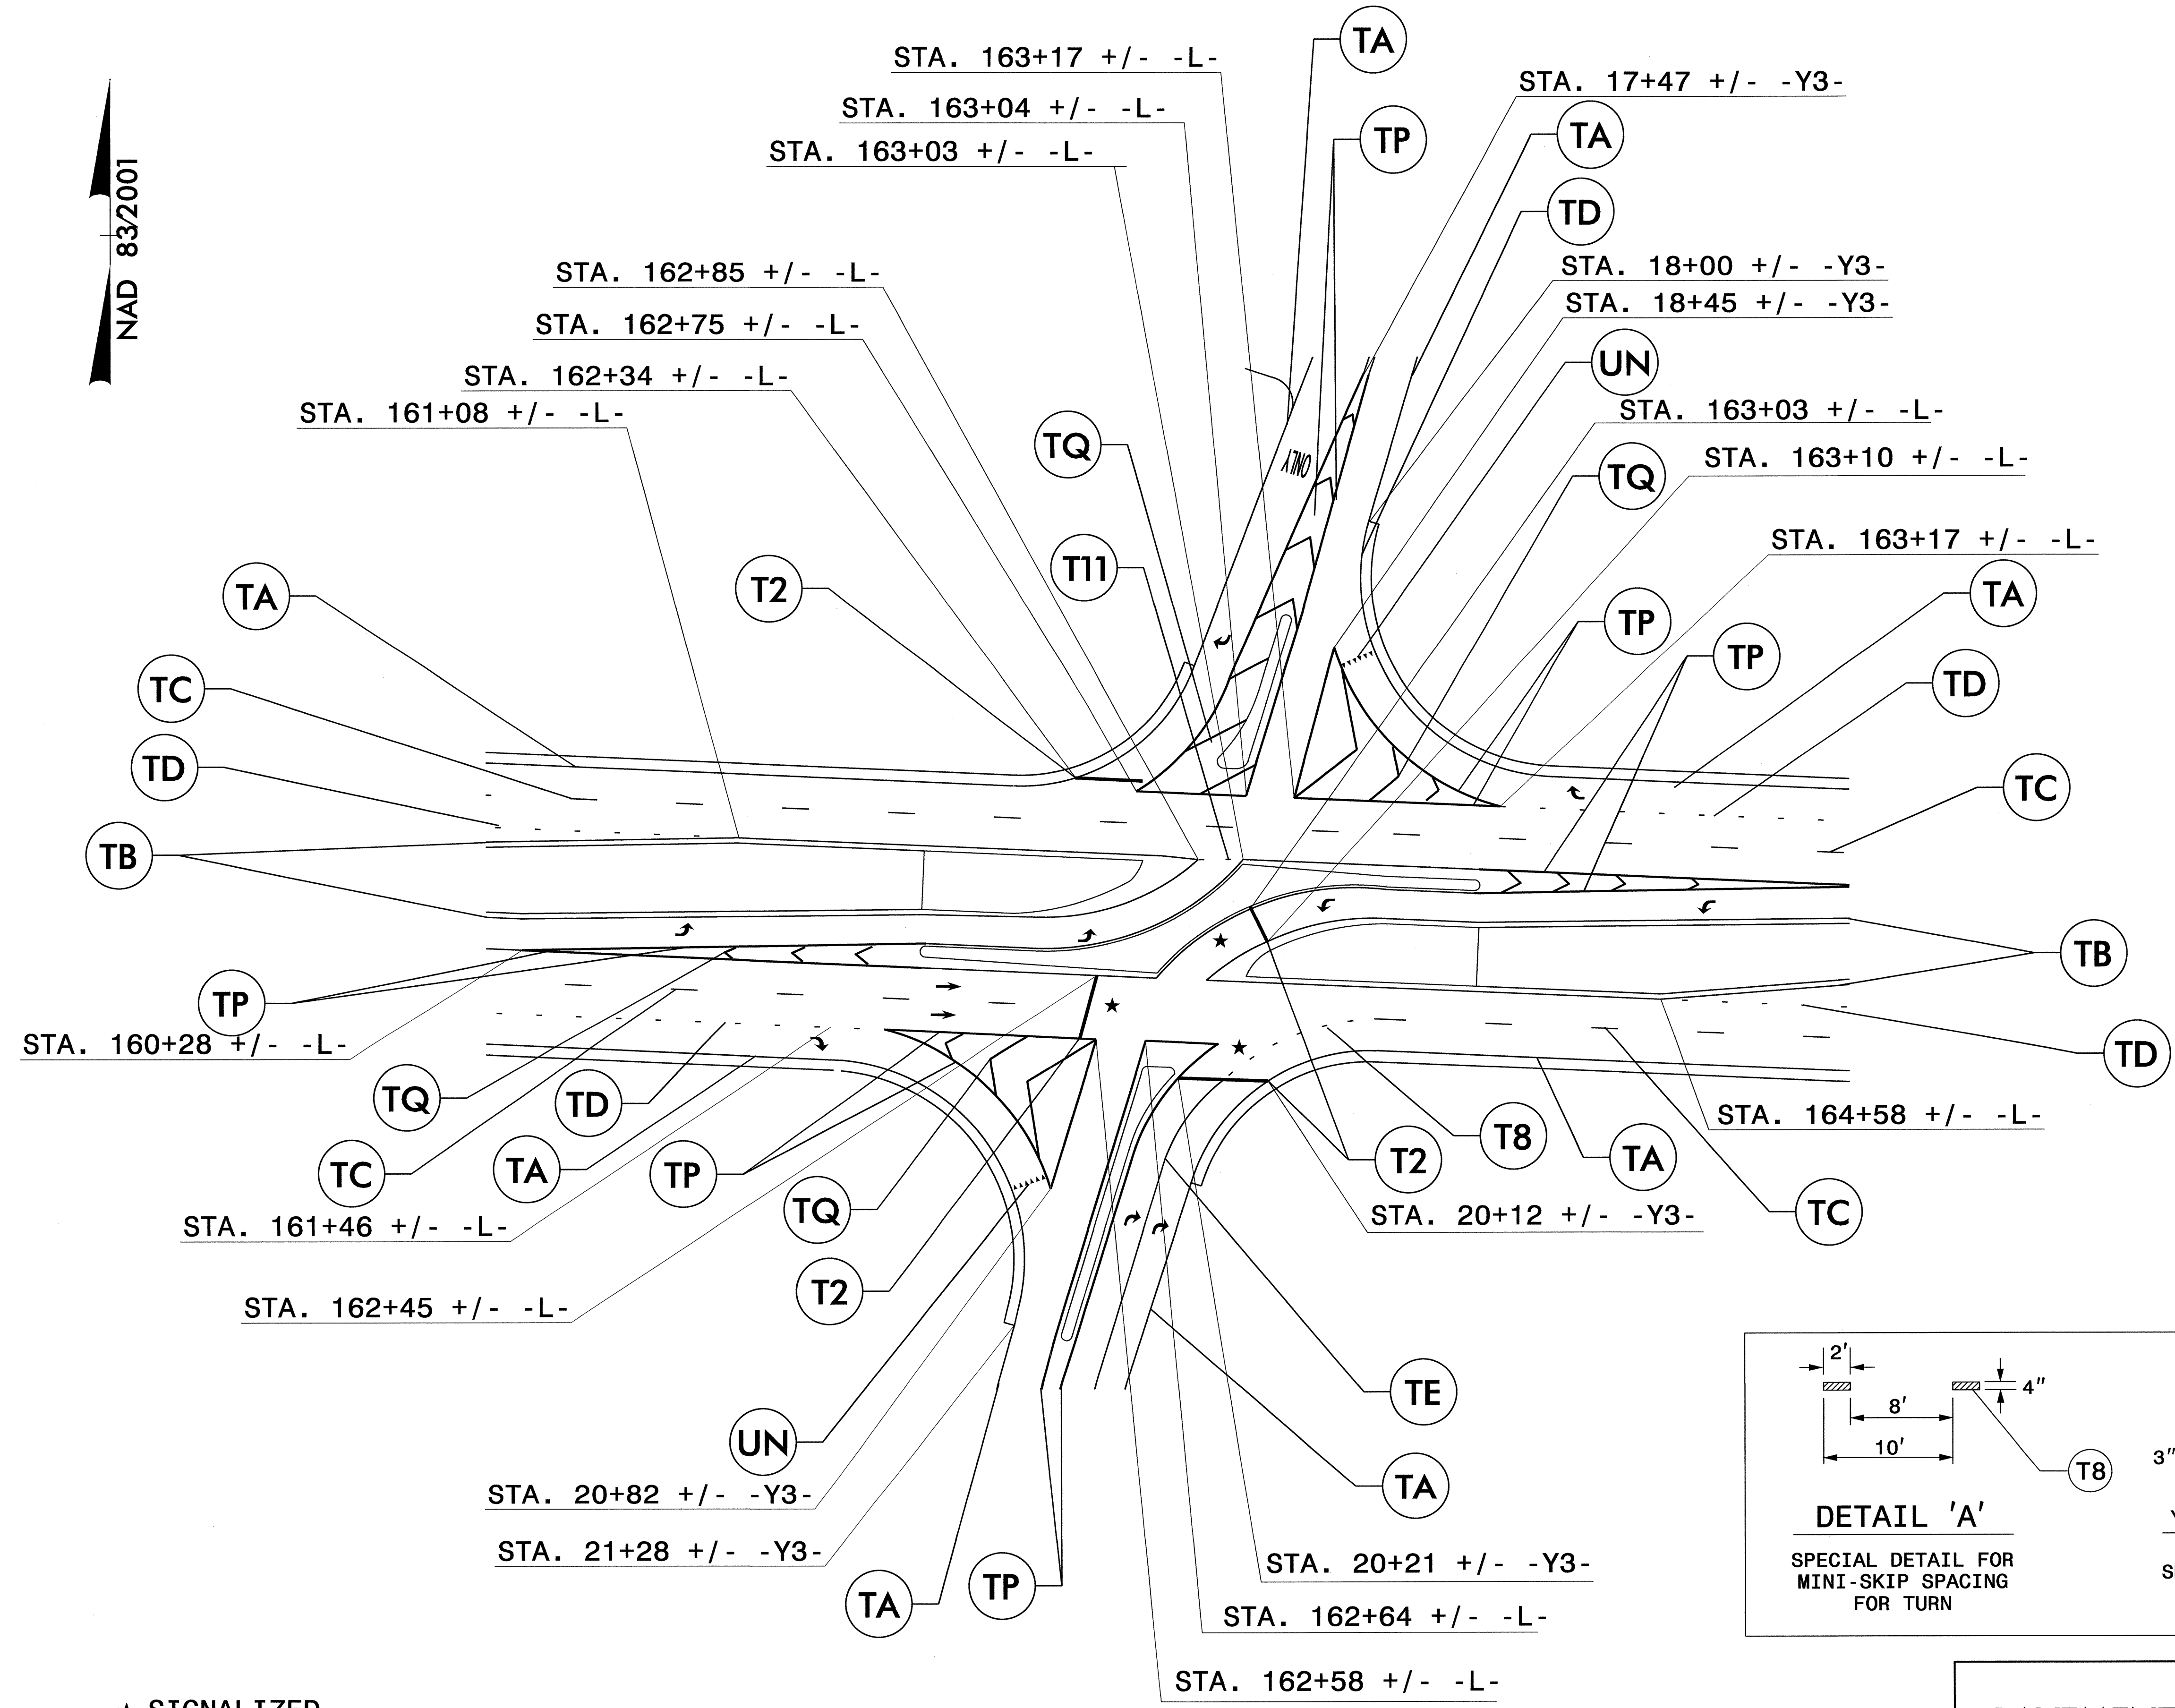 STA. 163+17 +/- -L-
TA
STA. 17+47 +/- -Y3-
STA. 163+04 +/- -L-
TP
TA
STA. 163+03 +/- -L-
NAD 83/2001
TD
STA. 162+85 +/- -L-
STA. 18+00 +/- -Y3-
STA. 18+45 +/- -Y3-
STA. 162+75 +/- -L-
UN
STA. 162+34 +/- -L-
STA. 161+08 +/- -L-
STA. 163+03 +/- -L-
TQ
ONLY
STA. 163+10 +/- -L-
TQ
STA. 163+17 +/- -L-
T11
TA
T2
TA
TP
TP
TC
TD
TD
TC
TB
TB
TP
STA. 160+28 +/- -L-
TD
TQ
TD
STA. 164+58 +/- -L-
T8
TC
TA
TP
T2
TA
TQ
STA. 20+12 +/- -Y3-
TC
STA. 161+46 +/- -L-
T2
STA. 162+45 +/- -L-
2'
4"
8'
10'
T8
3"
TE
UN
TA
STA. 20+82 +/- -Y3-
DETAIL 'A'
STA. 21+28 +/- -Y3-
SPECIAL DETAIL FOR
MINI-SKIP SPACING
FOR TURN
STA. 20+21 +/- -Y3-
TA
TP
STA. 162+64 +/- -L-
STA. 162+58 +/- -L-
SIGNALIZED